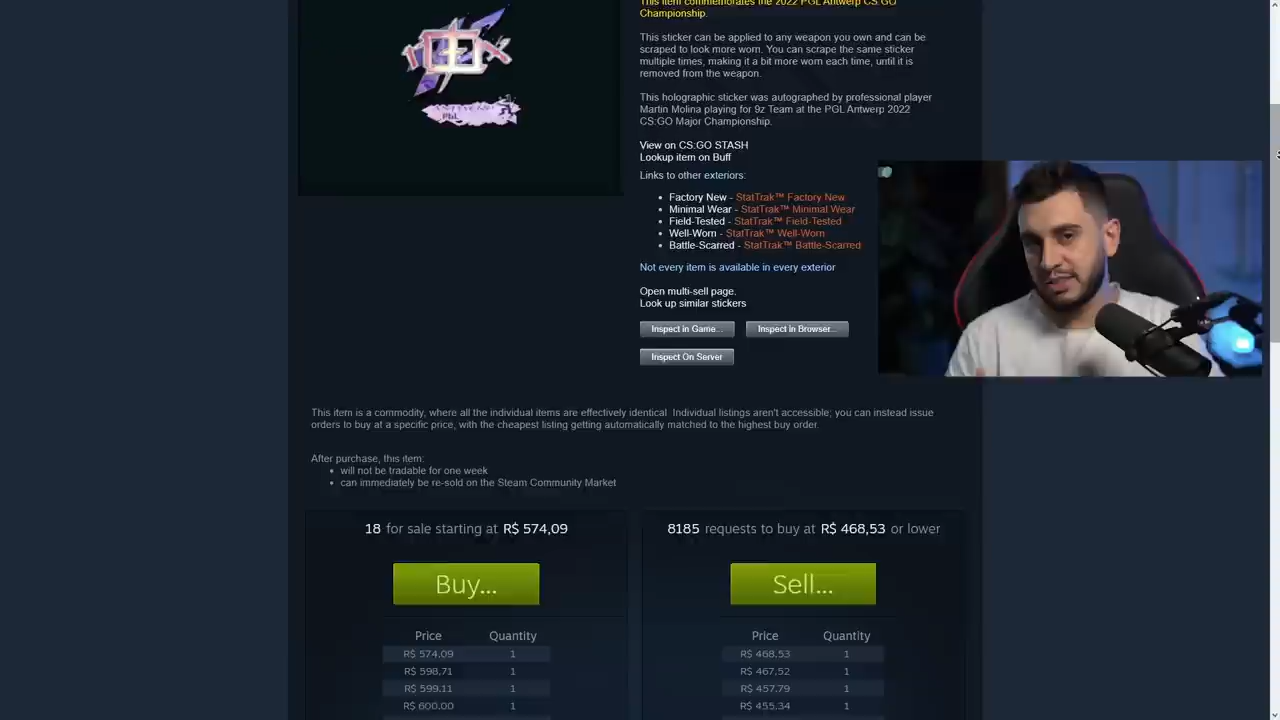 This item commemorates the 2022 PGL Antwerp CS:GO
Championship.
This sticker can be applied to any weapon you own and can be
scraped to look more worn. You can scrape the same sticker
multiple times, making it a bit more worn each time, until it is
removed from the weapon.
This holographic sticker was autographed by professional player
Martin Molina playing for 9z Team at the PGL Antwerp 2022
CS:GO Major Championship.
View on CS:GO STASH
Lookup item on Buff
Links to other exteriors:
Factory New - StatTrak™ Factory New
Minimal Wear - StatTrak™ Minimal Wear
Field-Tested - StatTrak™ Field-Tested
Well-Worn - StatTrak™ Well-Worn
Battle-Scarred - StatTrak™ Battle-Scarred
Not every item is available in every exterior
Open multi-sell page.
Look up similar stickers
Inspect in Game... Inspect in Browser...
Inspect On Server
This item is a commodity, where all the individual items are effectively identical. Individual listings aren't accessible; you can instead issue
orders to buy at a specific price, with the cheapest listing getting automatically matched to the highest buy order.
After purchase, this item:
will not be tradable for one week
can immediately be re-sold on the Steam Community Market
18 for sale starting at R$ 574,09
Buy...
Price Quantity
R$ 574,09 1
R$ 598,71 1
R$ 599,11 1
R$ 600,00 1
8185 requests to buy at R$ 468,53 or lower
Sell...
Price Quantity
R$ 468,53 1
R$ 467,52 1
R$ 457,79 1
R$ 455,34 1